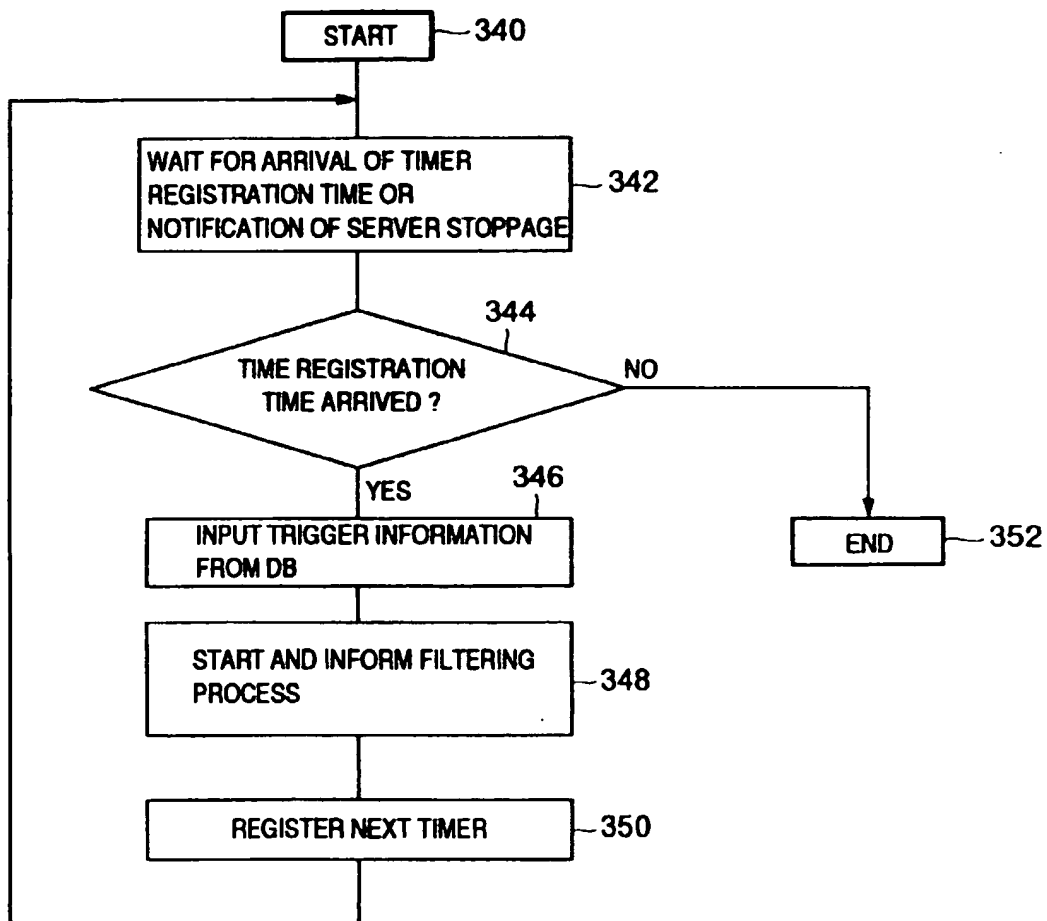 START
340
WAIT FOR ARRIVAL OF TIMER
REGISTRATION TIME OR
NOTIFICATION OF SERVER STOPPAGE
342
344
TIME REGISTRATION
TIME ARRIVED ?
NO
YES
346
INPUT TRIGGER INFORMATION
FROM DB
END
352
START AND INFORM FILTERING
PROCESS
348
REGISTER NEXT TIMER
350